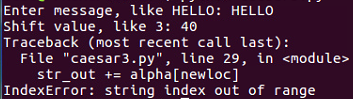 Enter message, like HELLO: HELLO
Shift value, like 3: 40
Traceback (most recent call last):
  File "caesar3.py", line 29, in <module>
    str_out += alpha[newloc]
IndexError: string index out of range